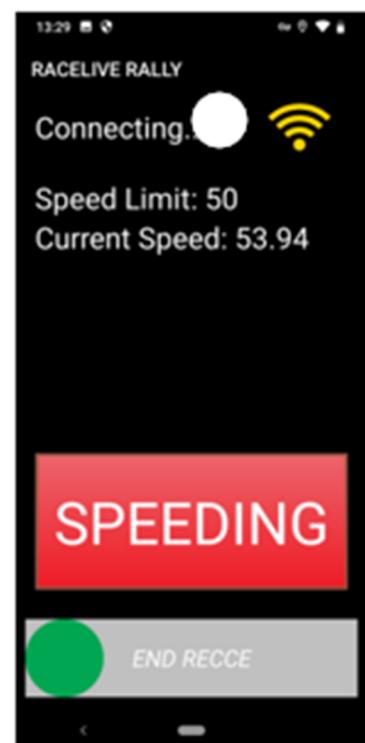 13:29
RACELIVE RALLY
Connecting..
Speed Limit: 50
Current Speed: 53.94
SPEEDING
END RECCE